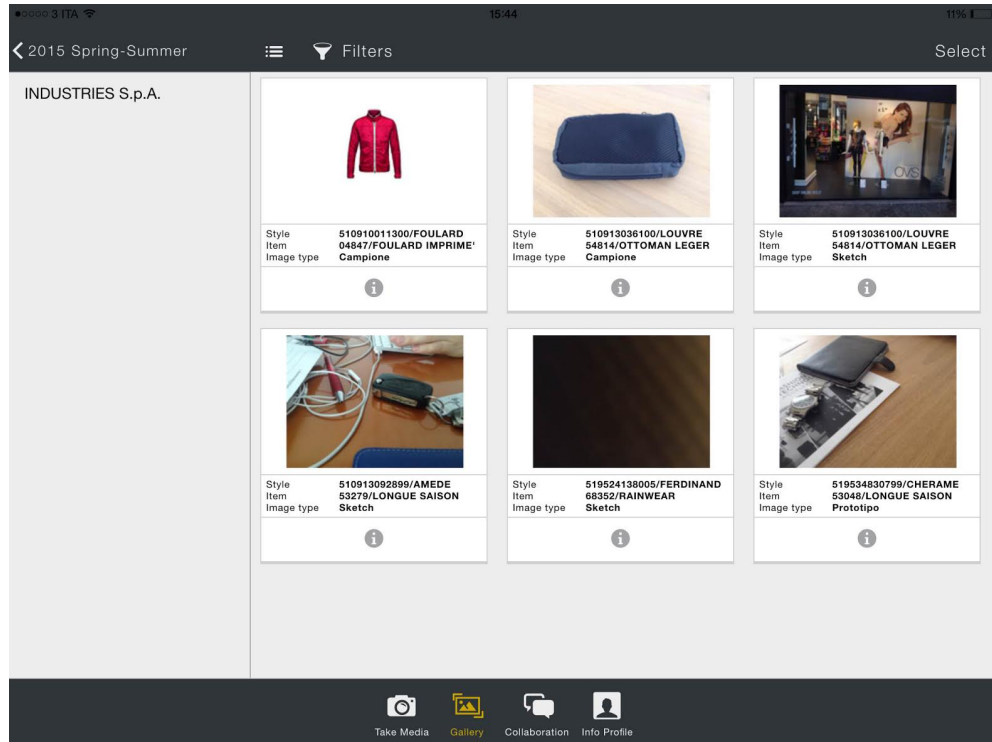 3 ITA
15:44
11%
2015 Spring-Summer
Filters
Select
INDUSTRIES S.p.A.
Style 510910011300/FOULARD
Item 04847/FOULARD IMPRIME'
Image type Campione
Style 510913036100/LOUVRE
Item 54814/OTTOMAN LEGER
Image type Campione
OVS
Style 510913036100/LOUVRE
Item 54814/OTTOMAN LEGER
Image type Sketch
Style 510913092899/AMEDE
Item 53279/LONGUE SAISON
Image type Sketch
Style 519524138005/FERDINAND
Item 68352/RAINWEAR
Image type Sketch
Style 519534830799/CHERAME
Item 53048/LONGUE SAISON
Image type Prototipo
Take Media
Gallery
Collaboration
Info Profile